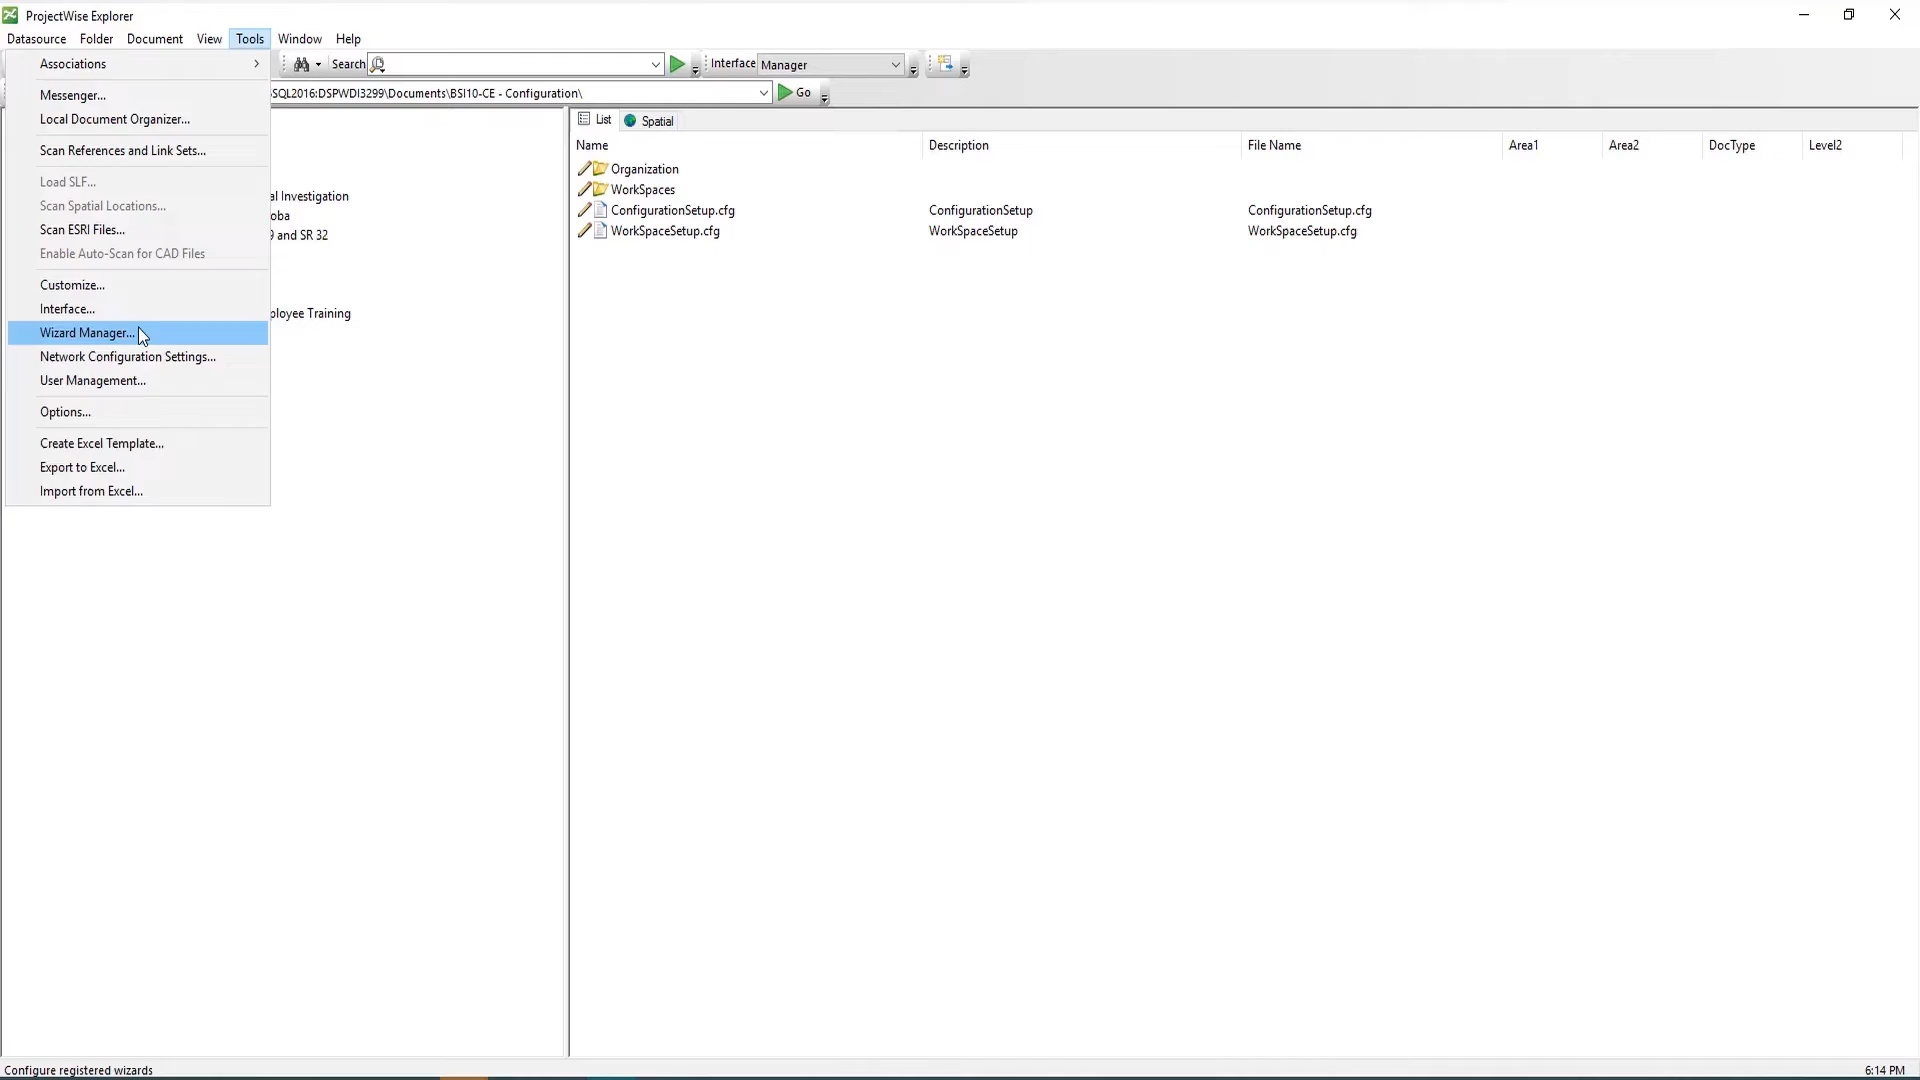 ProjectWise Explorer
Datasource Folder Document View Tools Window Help
Search Interface Manager
SQL2016:DSPWDI3299\Documents\BSI10-CE - Configuration\ Go
Associations
Messenger...
Local Document Organizer...
Scan References and Link Sets...
Load SLF...
Scan Spatial Locations...
Scan ESRI Files...
Enable Auto-Scan for CAD Files
Customize...
Interface...
Wizard Manager...
Network Configuration Settings...
User Management...
Options...
Create Excel Template...
Export to Excel...
Import from Excel...
al Investigation
oba
9 and SR 32
ployee Training
List Spatial
Name Description File Name Area1 Area2 DocType Level2
Organization
WorkSpaces
ConfigurationSetup.cfg ConfigurationSetup ConfigurationSetup.cfg
WorkSpaceSetup.cfg WorkSpaceSetup WorkSpaceSetup.cfg
Configure registered wizards 6:14 PM